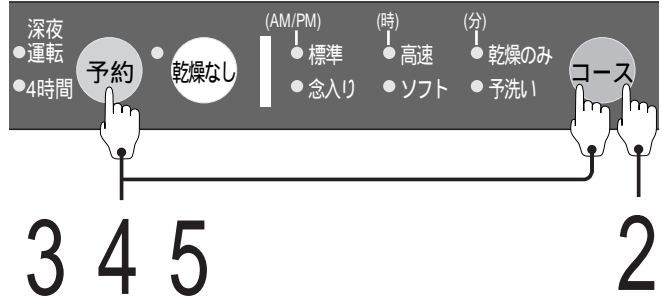 深夜
運転
4時間
予約
乾燥なし
(AM/PM) (時) (分)
標準 高速 乾燥のみ
念入り ソフト 予洗い
コース
3 4 5 2